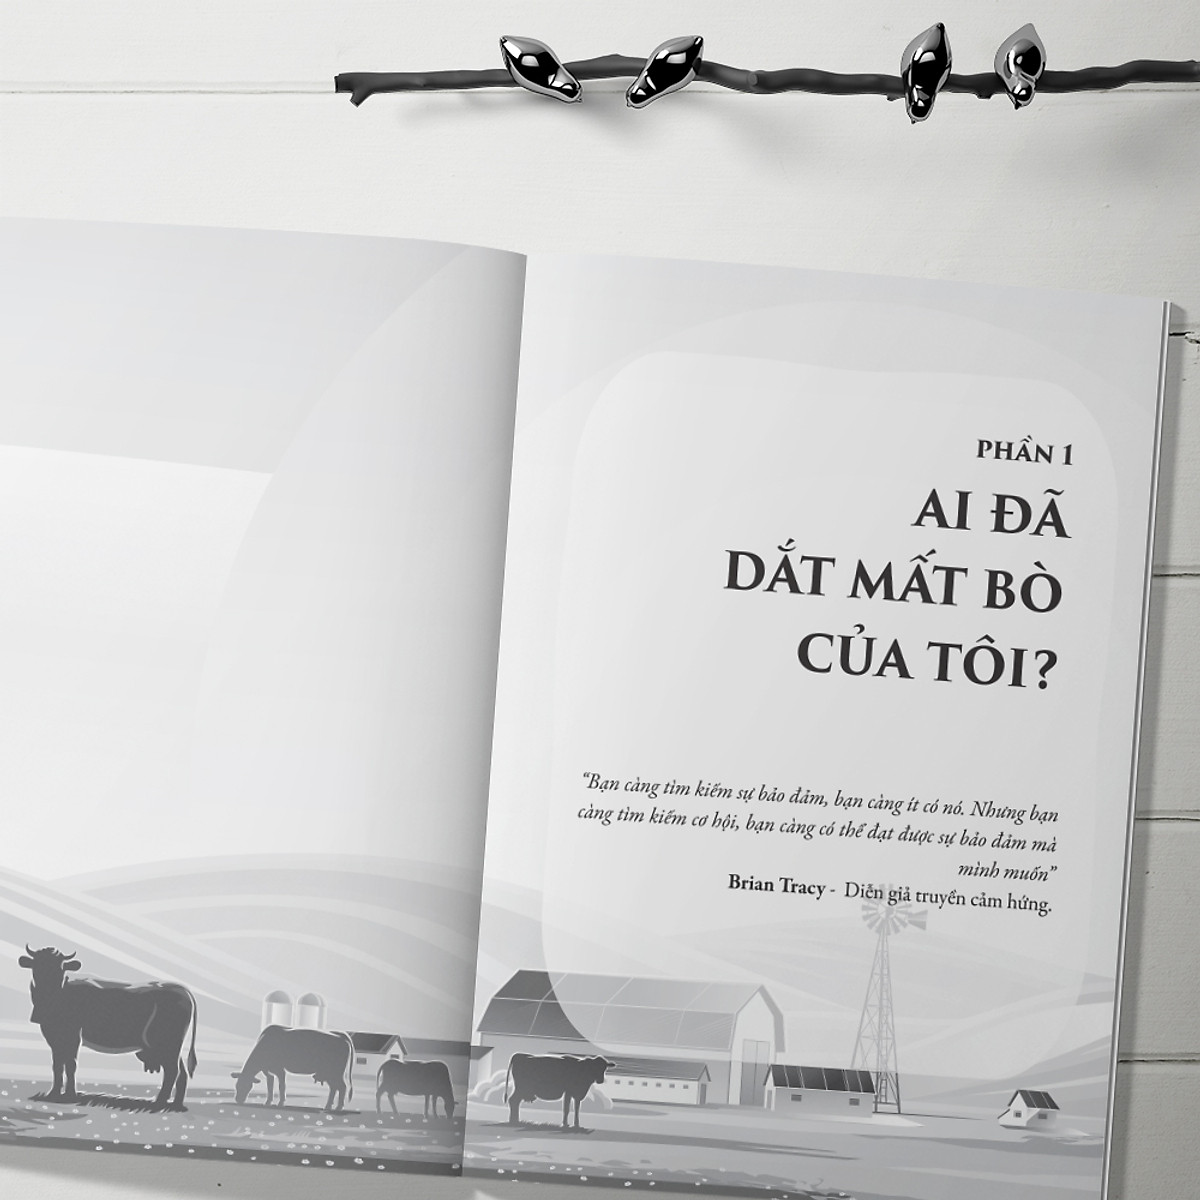 PHẦN 1
AI ĐÃ
DẮT MẤT BÒ
CỦA TÔI?
“Bạn càng tìm kiếm sự bảo đảm, bạn càng ít có nó. Nhưng bạn
càng tìm kiếm cơ hội, bạn càng có thể đạt được sự bảo đảm mà
mình muốn”
Brian Tracy - Diễn giả truyền cảm hứng.